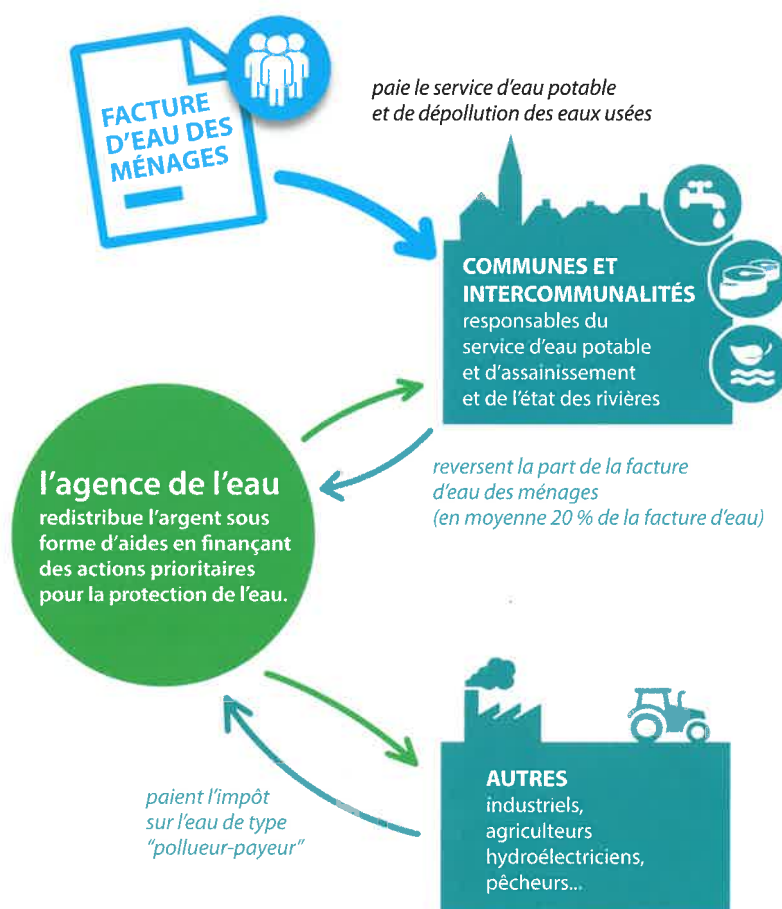 FACTURE
D'EAU DES
MÉNAGES
paie le service d'eau potable
et de dépollution des eaux usées
COMMUNES ET
INTERCOMMUNALITÉS
responsables du
service d'eau potable
et d'assainissement
et de l'état des rivières
reversent la part de la facture
d'eau des ménages
(en moyenne 20 % de la facture d'eau)
l'agence de l'eau
redistribue l'argent sous
forme d'aides en finançant
des actions prioritaires
pour la protection de l'eau.
paient l'impôt
sur l'eau de type
"pollueur-payeur"
AUTRES
industriels,
agriculteurs
hydroélectriciens,
pêcheurs...